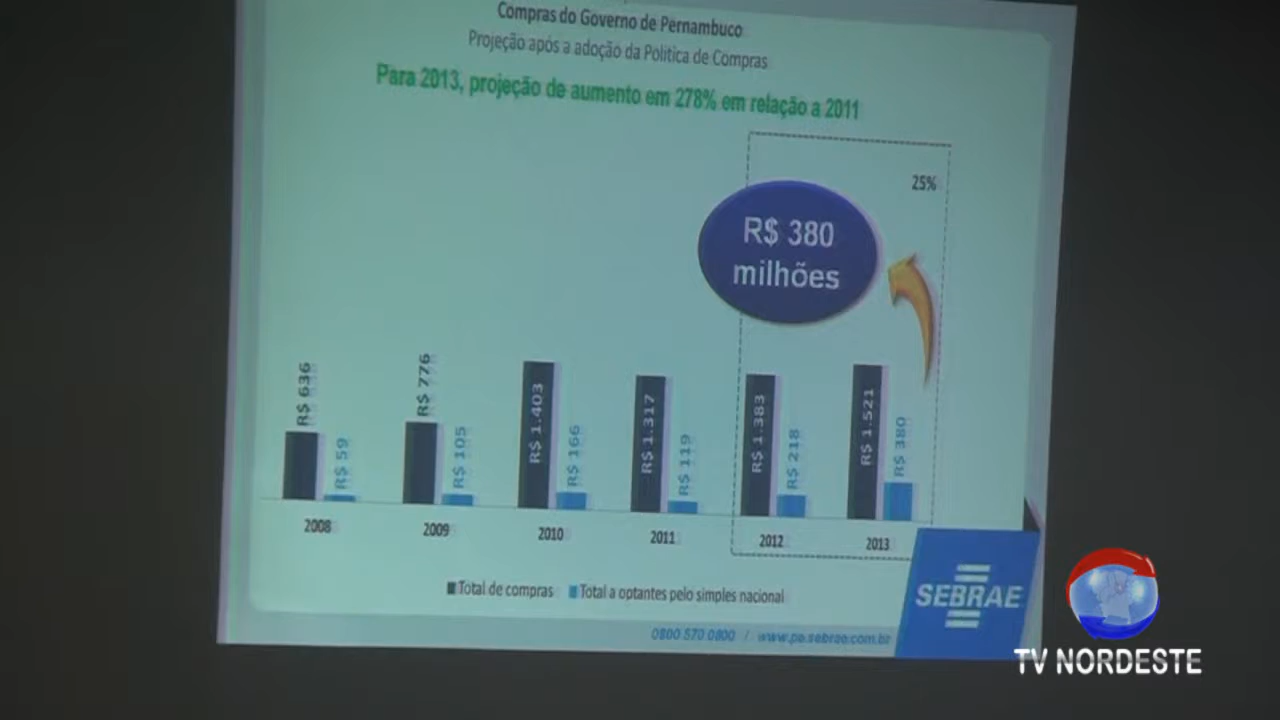 Compras do Governo de Pernambuco
Projeção após a adoção da Politica de Compras
Para 2013, projeção de aumento em 278% em relação a 2011
25%
R$ 380
milhões
R$ 636
R$ 59
R$ 776
R$ 105
R$ 1.403
R$ 166
R$ 1.317
R$ 119
R$ 1.383
R$ 218
R$ 1.521
R$ 380
2008
2009
2010
2011
2012
2013
Total de compras
Total a optantes pelo simples nacional
0800 570 0800 / www.pe.sebrae.com.br
SEBRAE
TV NORDESTE